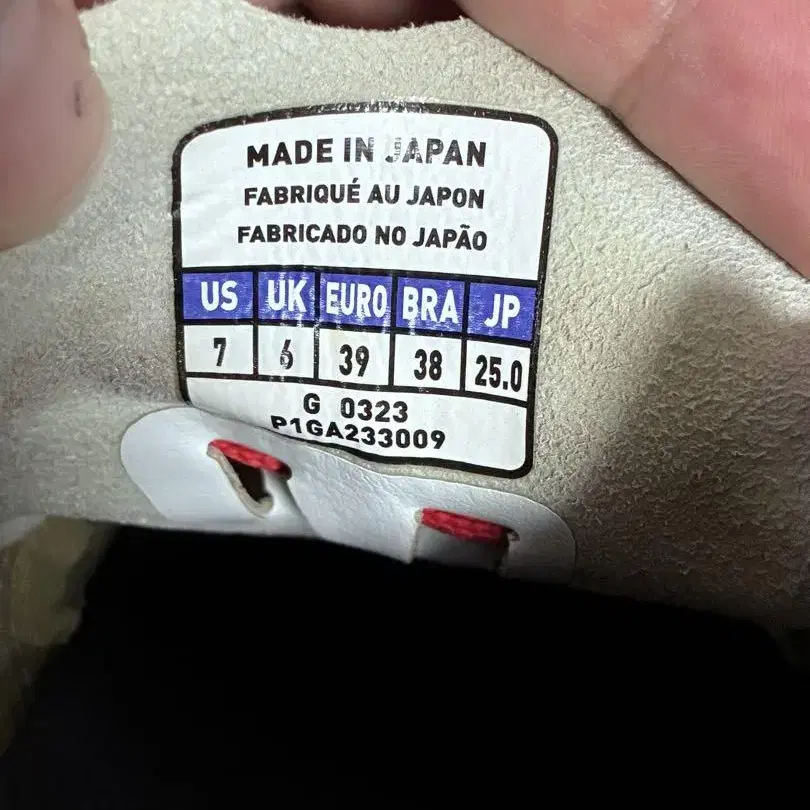 MADE IN JAPAN
FABRIQUÉ AU JAPON
FABRICADO NO JAPÃO
US UK EURO BRA JP
7 6 39 38 25.0
G 0323
P1GA233009